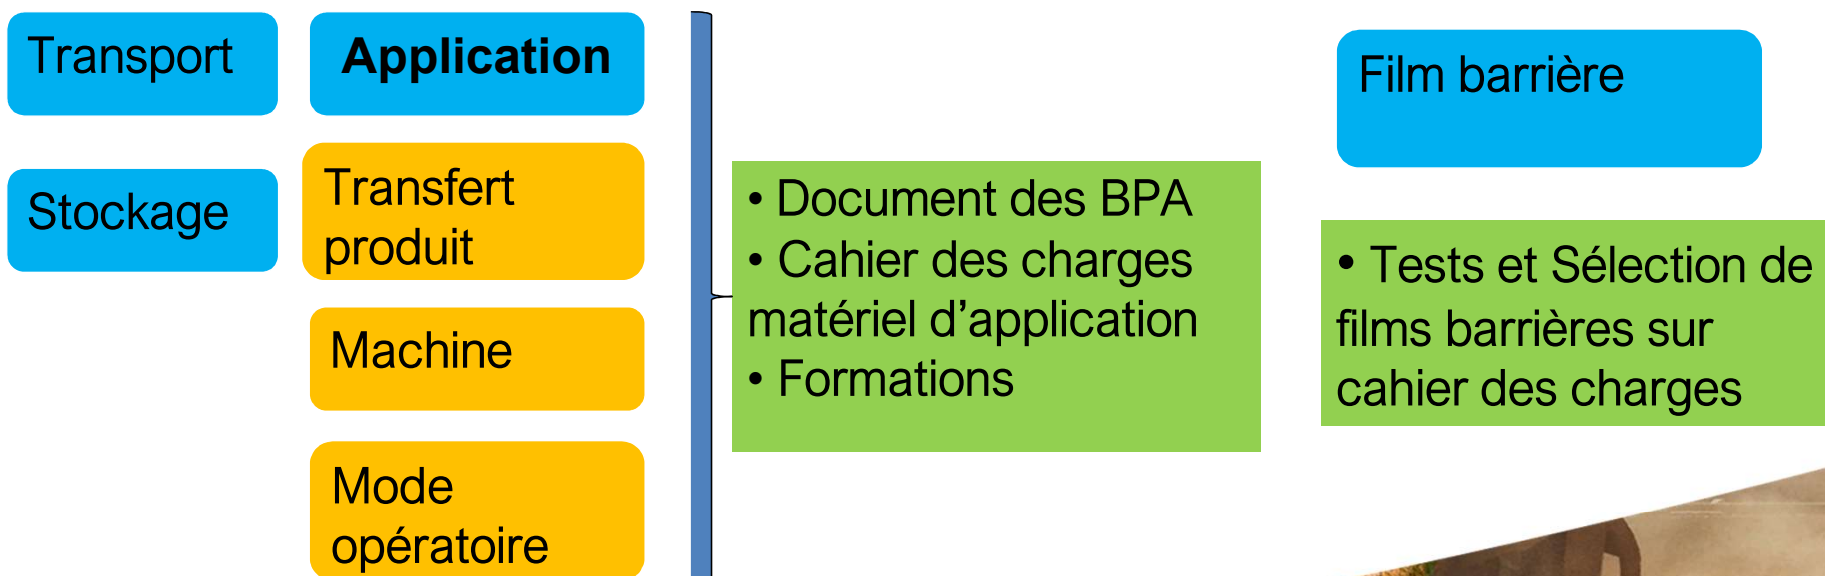 Transport
Application
Stockage
Transfert
produit
Machine
Mode
opératoire
• Document des BPA
• Cahier des charges
matériel d’application
• Formations
Film barrière
• Tests et Sélection de
films barrières sur
cahier des charges